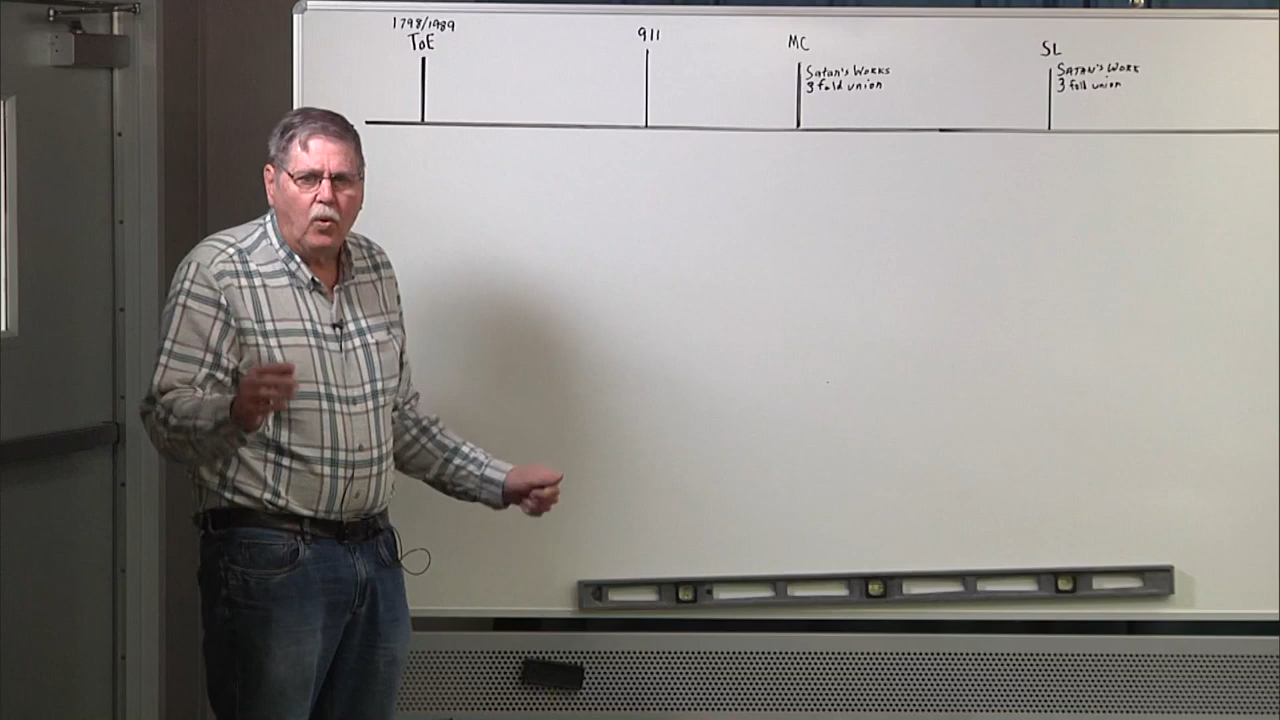 1798/1989
ToE
911
MC
Satan's Works
3 fold union
SL
SATAN'S WORK
3 fold union